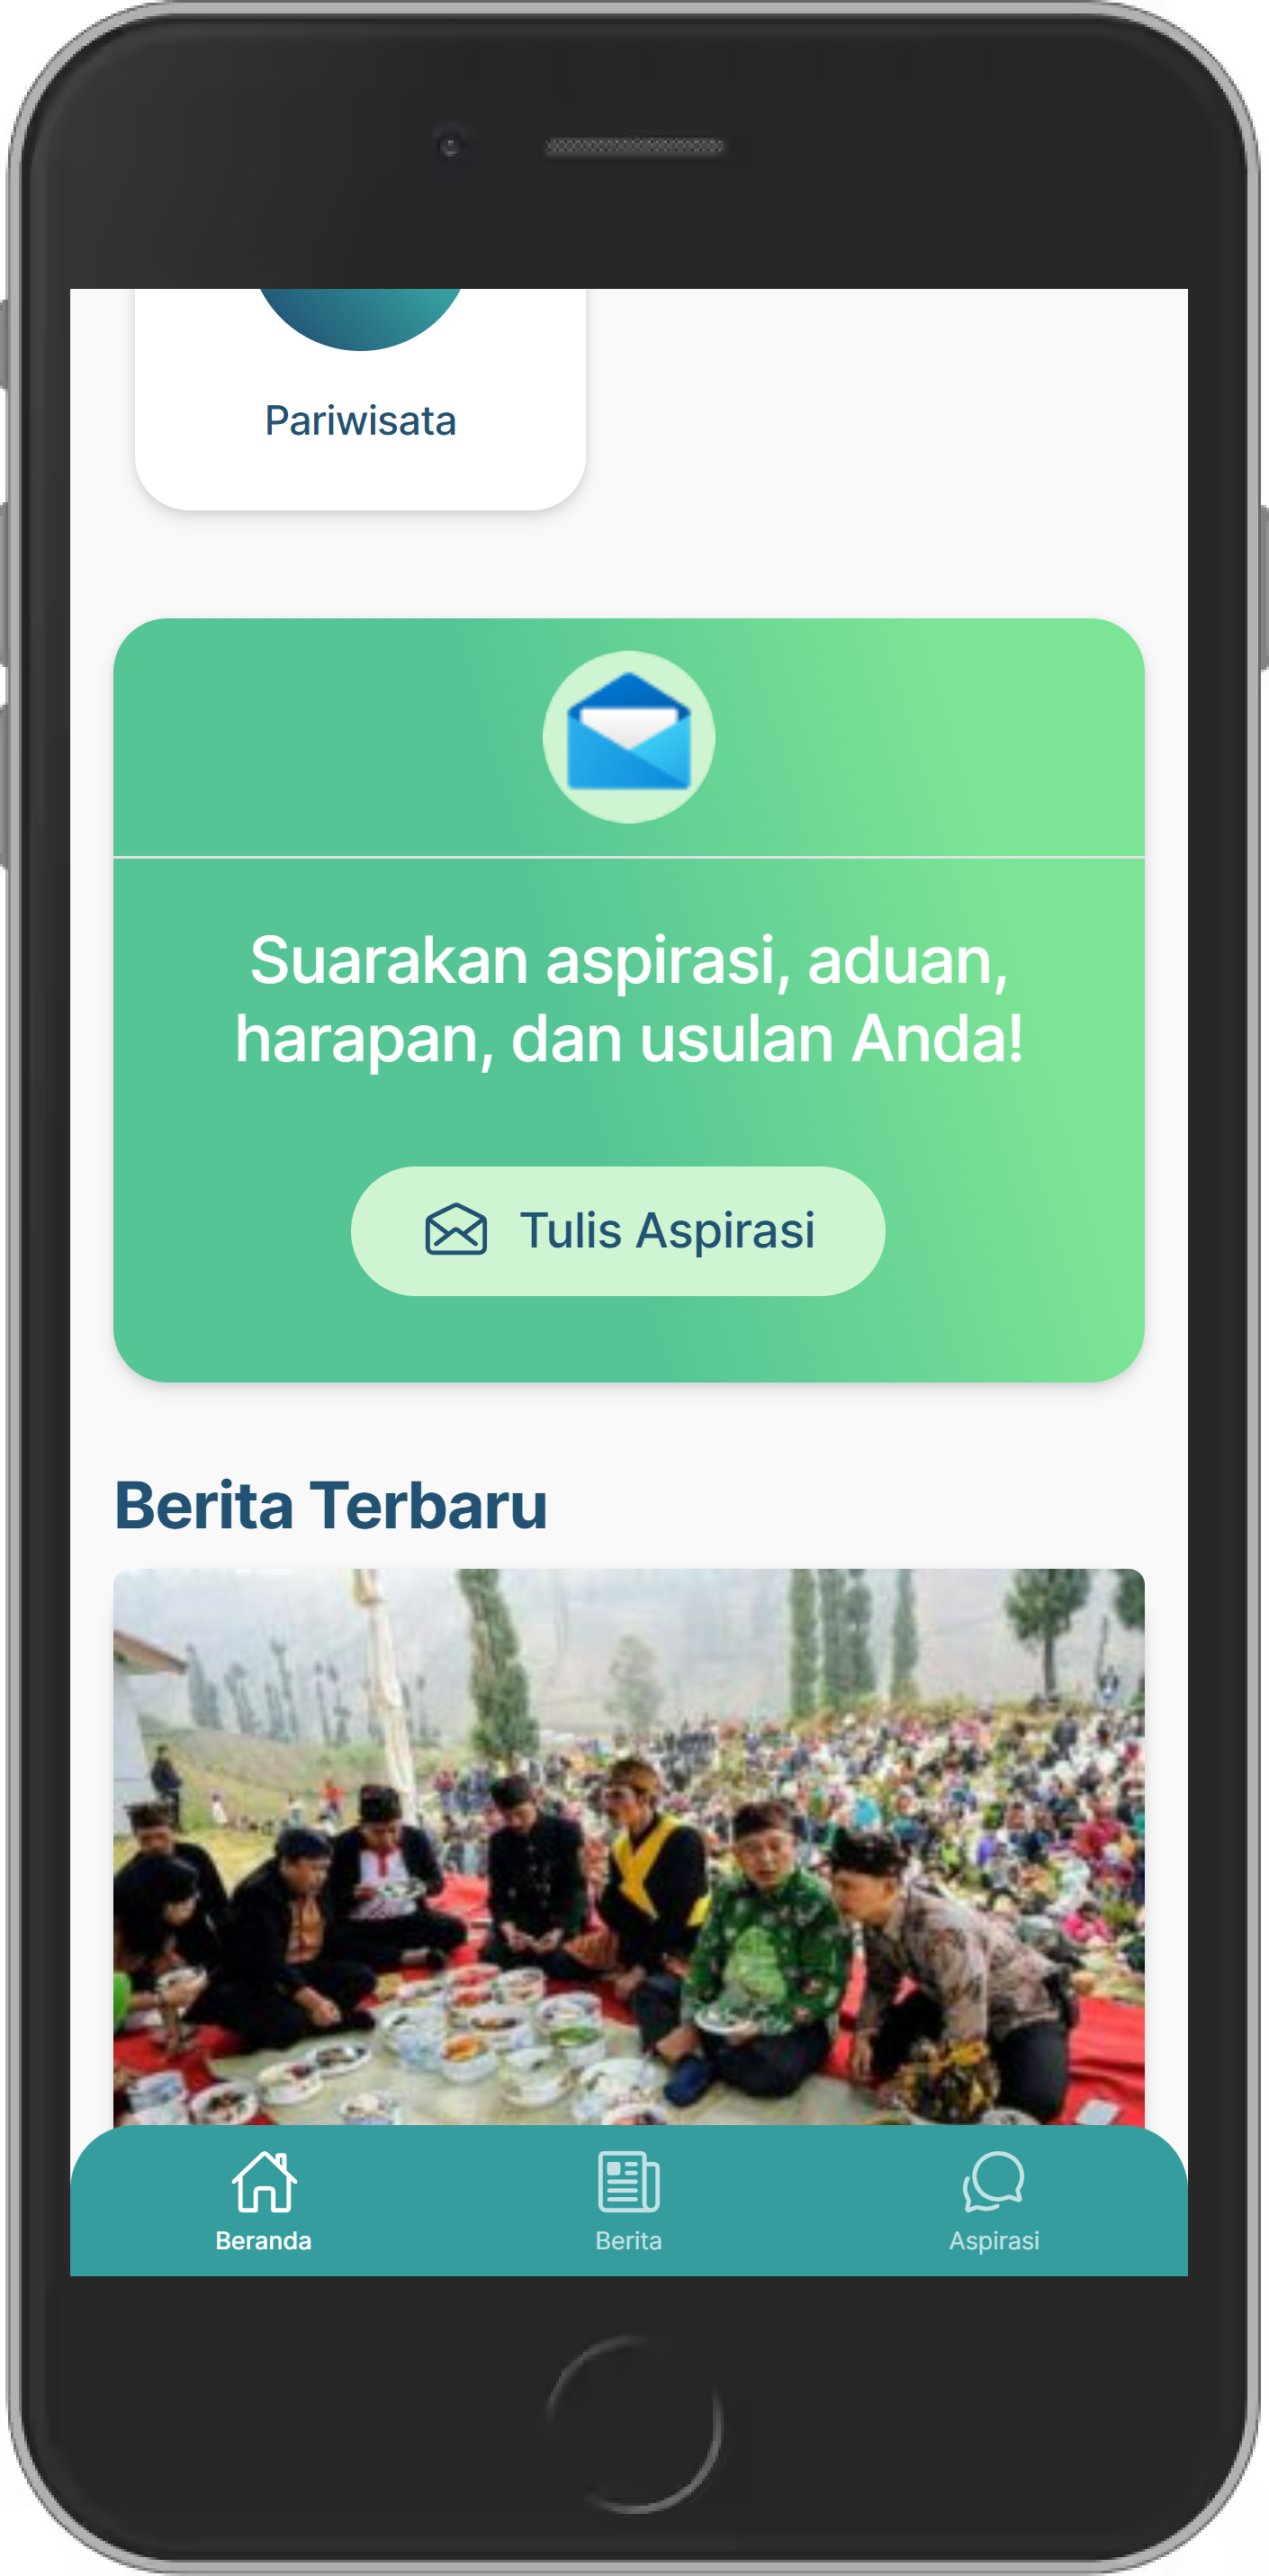 Pariwisata
Suarakan aspirasi, aduan,
harapan, dan usulan Anda!
Tulis Aspirasi
Berita Terbaru
Beranda
Berita
Aspirasi